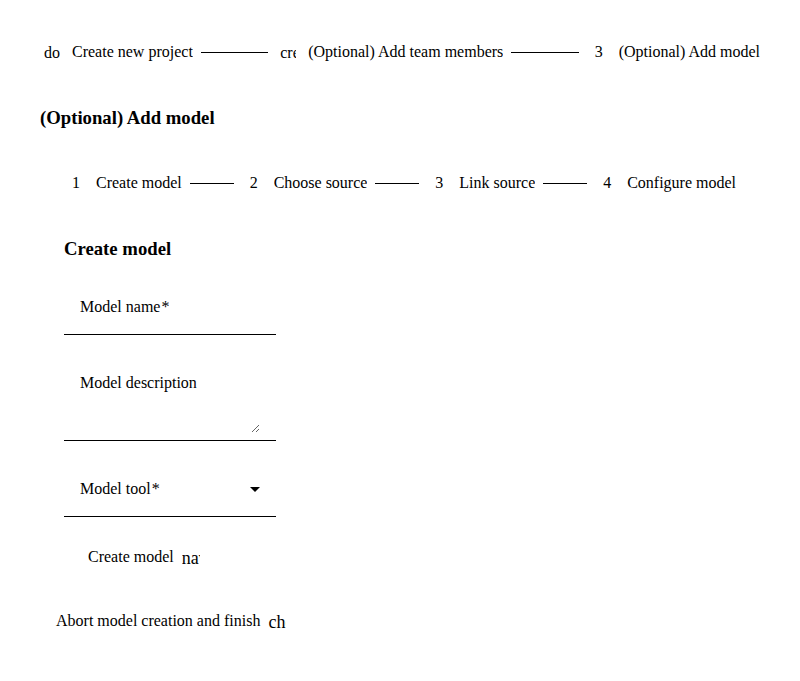 do Create new project cre (Optional) Add team members 3 (Optional) Add model
(Optional) Add model
1 Create model 2 Choose source 3 Link source 4 Configure model
Create model
Model name*
Model description
Model tool*
Create model na
Abort model creation and finish ch